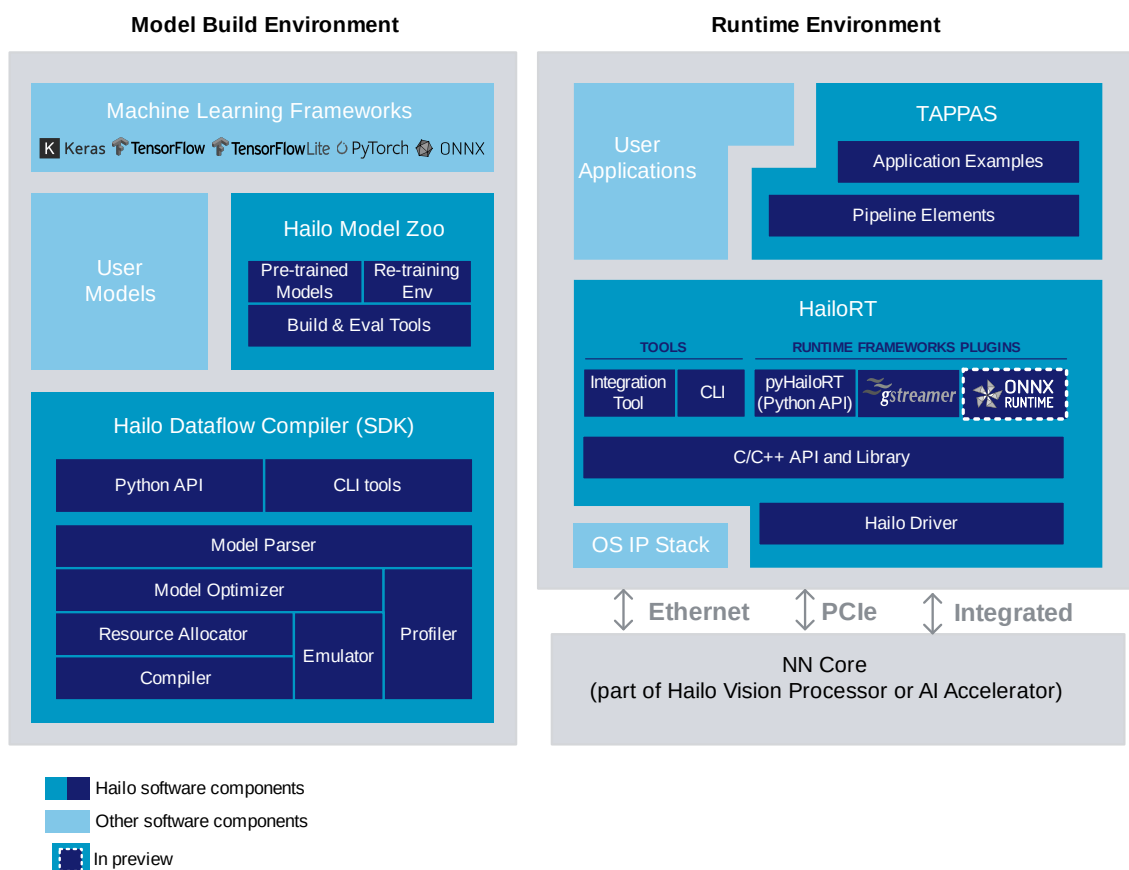 Model Build Environment
Machine Learning Frameworks
K Keras TensorFlow TensorFlow Lite PyTorch ONNX
User
Models
Hailo Model Zoo
Pre-trained
Models
Re-training
Env
Build & Eval Tools
Hailo Dataflow Compiler (SDK)
Python API
CLI tools
Model Parser
Model Optimizer
Resource Allocator
Compiler
Emulator
Profiler
Runtime Environment
User
Applications
TAPPAS
Application Examples
Pipeline Elements
HailoRT
TOOLS
RUNTIME FRAMEWORKS PLUGINS
Integration
Tool
CLI
pyHailoRT
(Python API)
gstreamer
ONNX
RUNTIME
C/C++ API and Library
Hailo Driver
OS IP Stack
Ethernet
PCIe
Integrated
NN Core
(part of Hailo Vision Processor or AI Accelerator)
Hailo software components
Other software components
In preview